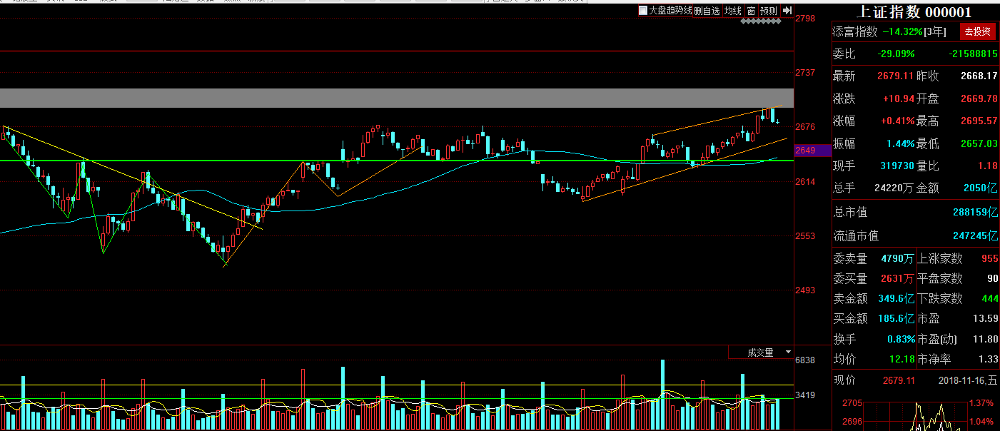 大盘趋势线 删自选 均线 窗 预测
2798
2737
2676
2649
2614
2553
2493
成交量
6838
3419
上证指数 000001
添富指数 -14.32%[3年] 去投资
委比 -29.09% -21588815
最新 2679.11 昨收 2668.17
涨跌 +10.94 开盘 2669.78
涨幅 +0.41% 最高 2695.57
振幅 1.44% 最低 2657.03
现手 319730 量比 1.18
总手 24220万 金额 2050亿
总市值 288159亿
流通市值 247245亿
委卖量 4790万 上涨家数 955
委买量 2631万 平盘家数 90
卖金额 349.6亿 下跌家数 444
买金额 185.6亿 市盈 13.59
换手 0.83% 市盈(动) 11.80
均价 12.18 市净率 1.33
现价 2679.11 2018-11-16,五
2705 1.37%
2696 1.04%